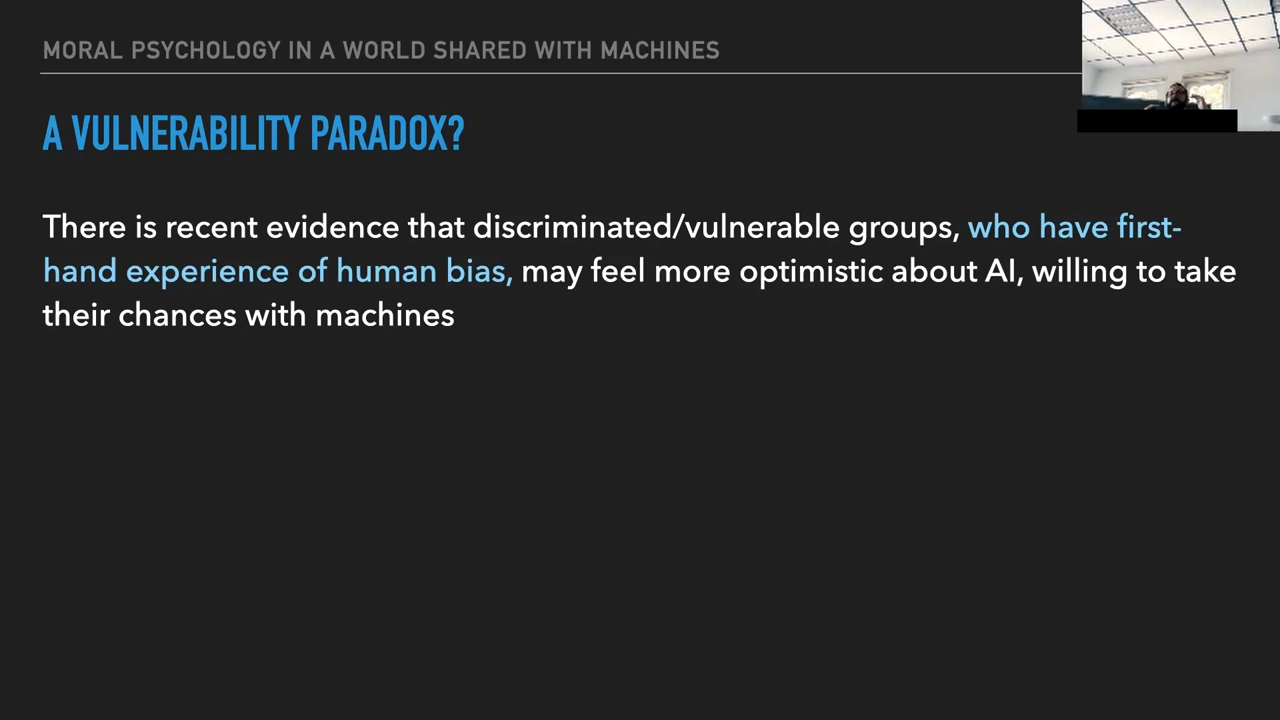 MORAL PSYCHOLOGY IN A WORLD SHARED WITH MACHINES
A VULNERABILITY PARADOX?
There is recent evidence that discriminated/vulnerable groups, who have first-
hand experience of human bias, may feel more optimistic about AI, willing to take
their chances with machines